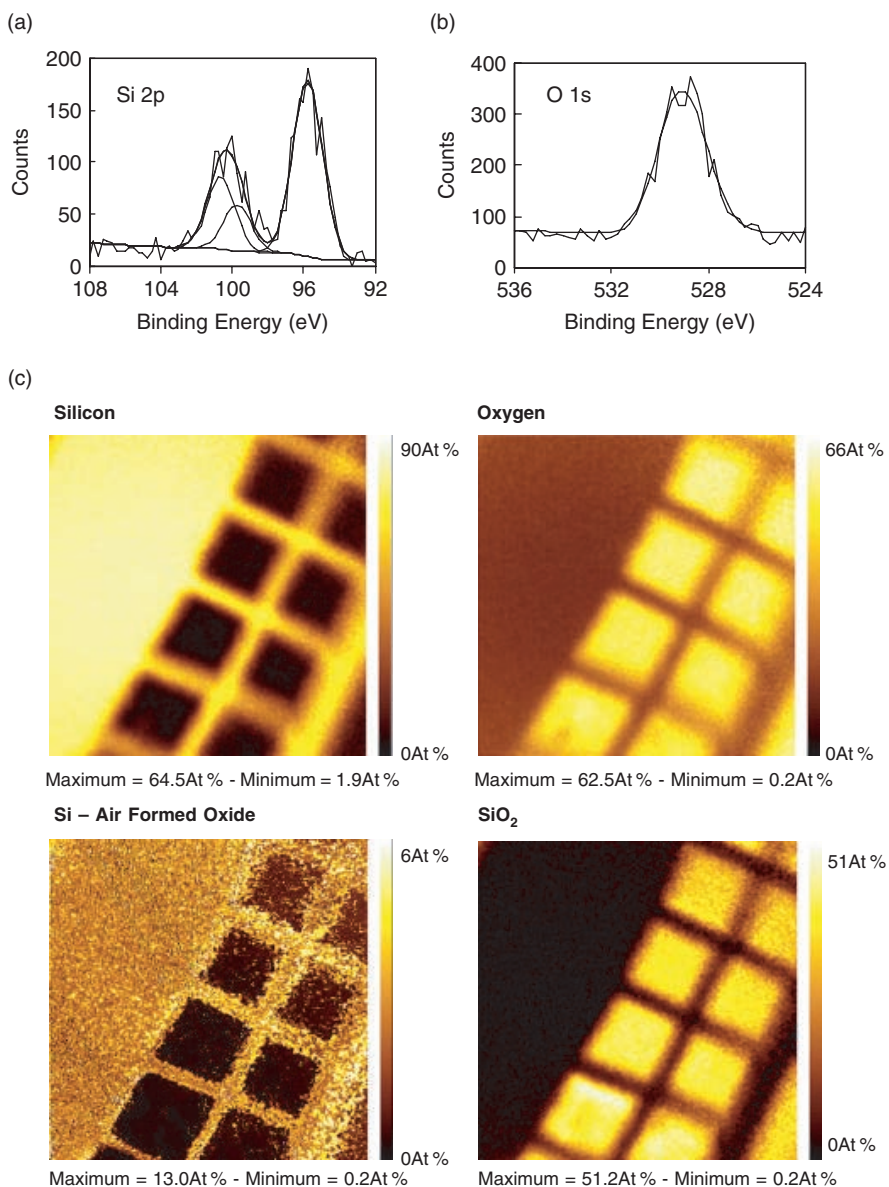 (a)
200
150
100
50
0
Counts
Si 2p
108 104 100 96 92
Binding Energy (eV)
(b)
400
300
200
100
0
Counts
O 1s
536 532 528 524
Binding Energy (eV)
(c)
Silicon
90At %
0At %
Maximum = 64.5At % - Minimum = 1.9At %
Oxygen
66At %
0At %
Maximum = 62.5At % - Minimum = 0.2At %
Si – Air Formed Oxide
6At %
0At %
Maximum = 13.0At % - Minimum = 0.2At %
SiO₂
51At %
0At %
Maximum = 51.2At % - Minimum = 0.2At %